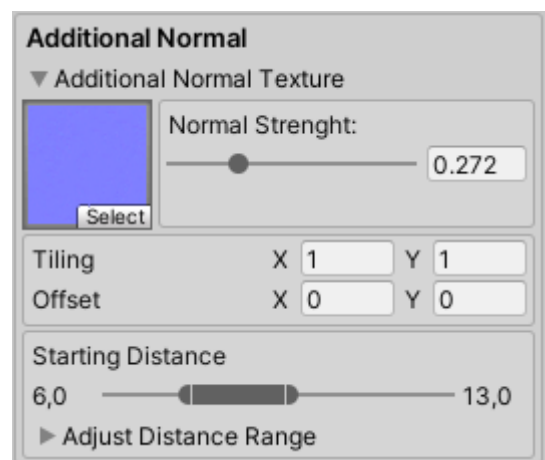 Additional Normal
Additional Normal Texture
Normal Strenght:
0.272
Select
Tiling X 1 Y 1
Offset X 0 Y 0
Starting Distance
6,0 13,0
Adjust Distance Range